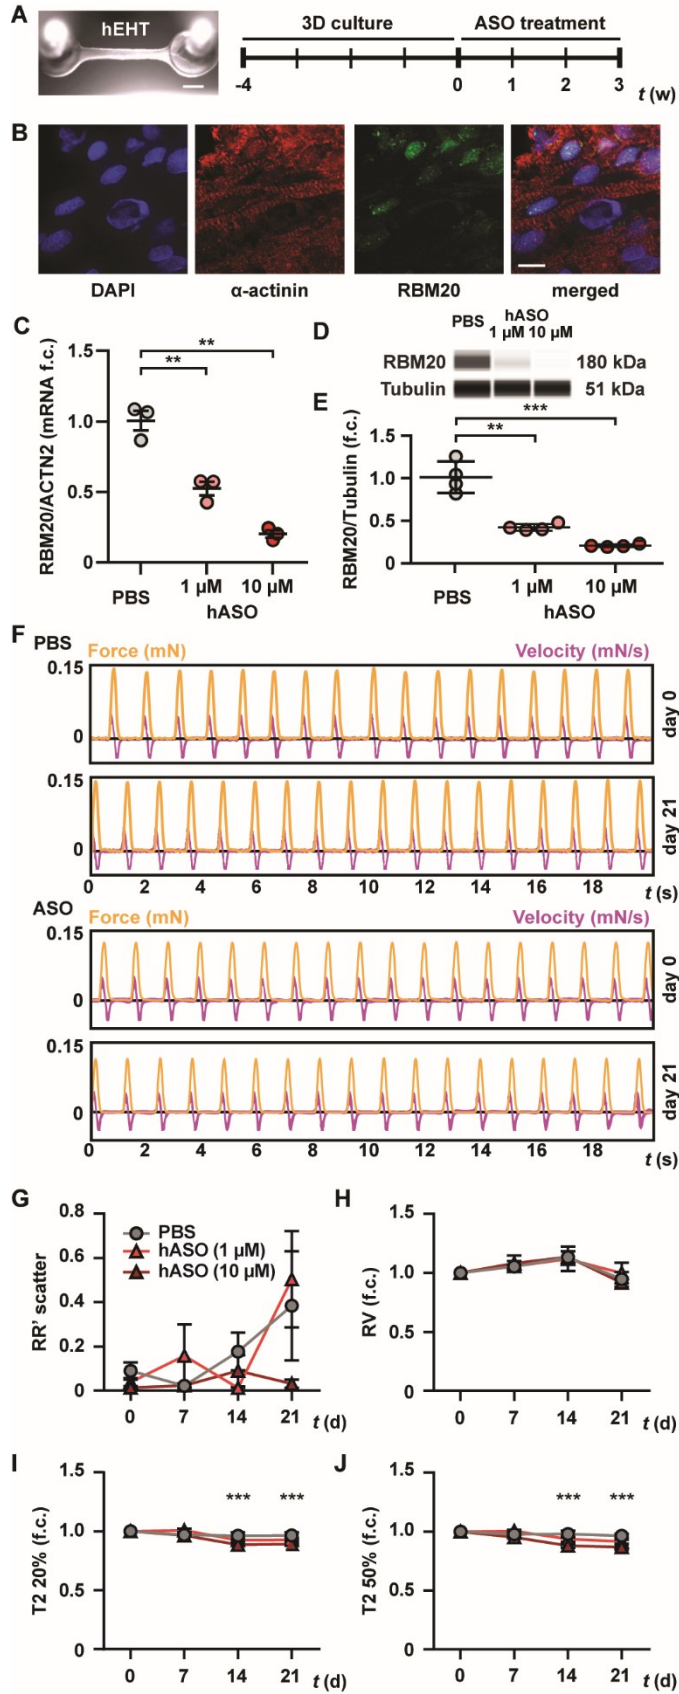 A
hEHT
3D culture
ASO treatment
-4 0 1 2 3 t (w)
B
DAPI α-actinin RBM20 merged
C
RBM20/ACTN2 (mRNA f.c.)
1.5
1.0
0.5
0
**
**
PBS 1 µM 10 µM
hASO
D
PBS hASO
1 µM 10 µM
RBM20 180 kDa
Tubulin 51 kDa
E
RBM20/Tubulin (f.c.)
1.5
1.0
0.5
0
***
**
PBS 1 µM 10 µM
hASO
F
PBS
Force (mN) Velocity (mN/s)
0.15
0
day 0
0.15
0
day 21
0 2 4 6 8 10 12 14 16 18 t (s)
ASO
Force (mN) Velocity (mN/s)
0.15
0
day 0
0.15
0
day 21
0 2 4 6 8 10 12 14 16 18 t (s)
G
RR' scatter
0.8
0.6
0.4
0.2
0
PBS
hASO (1 µM)
hASO (10 µM)
0 7 14 21 t (d)
H
RV (f.c.)
1.5
1.0
0.5
0
0 7 14 21 t (d)
I
T2 20% (f.c.)
1.5
1.0
0.5
0
*** ***
0 7 14 21 t (d)
J
T2 50% (f.c.)
1.5
1.0
0.5
0
*** ***
0 7 14 21 t (d)